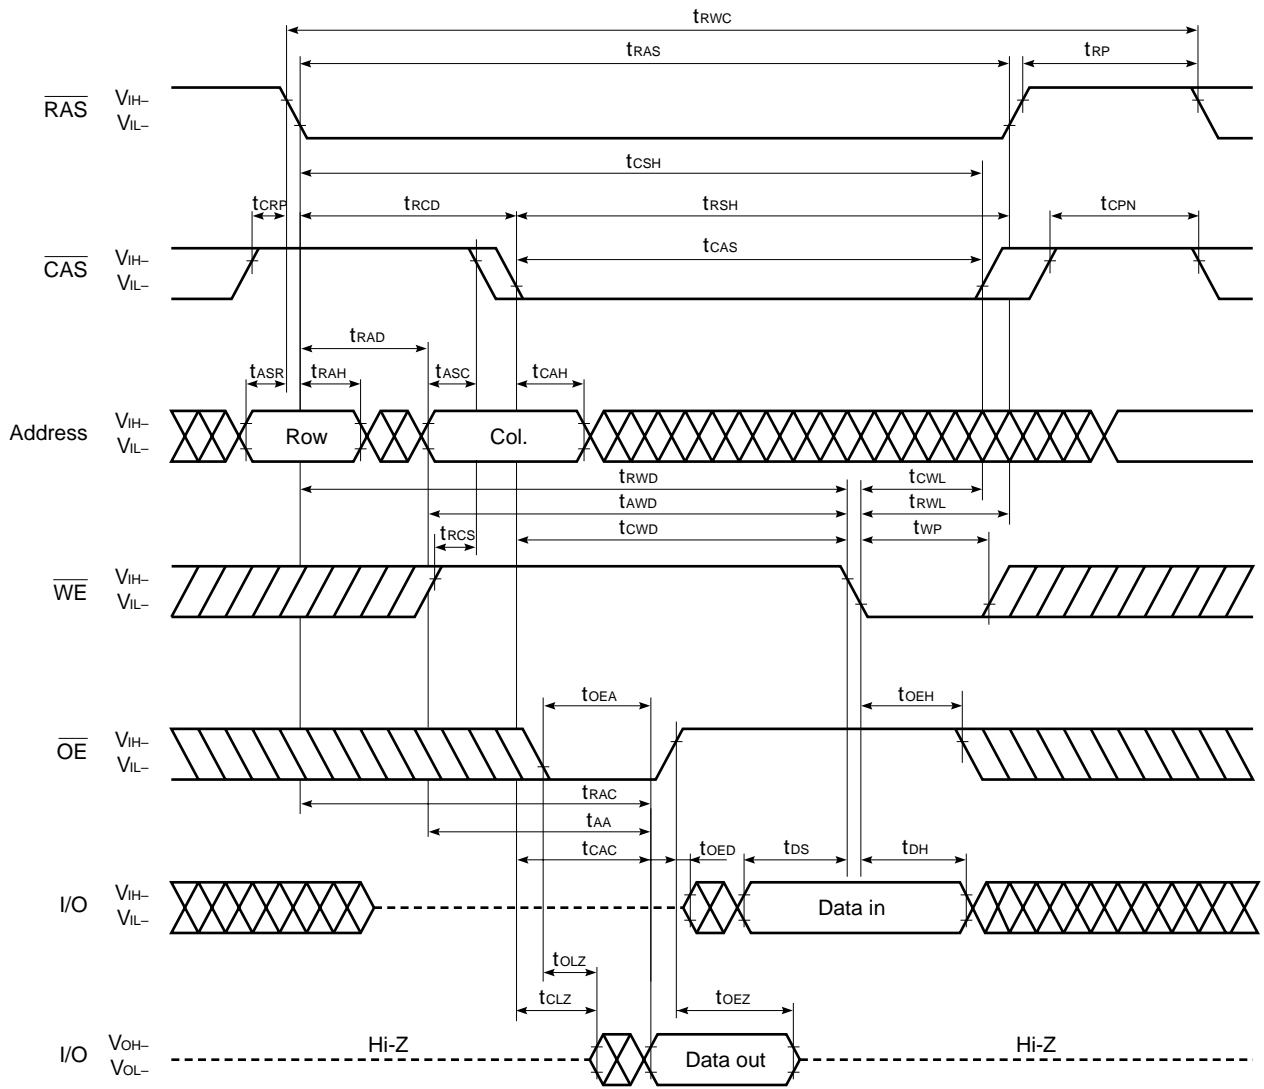 tRWC
tRAS
tRP
RAS
VIH–
VIL–
tCSH
tCRP
tRCD
tRSH
tCPN
CAS
VIH–
VIL–
tCAS
tRAD
tASR
tRAH
tASC
tCAH
Address
VIH–
VIL–
Row
Col.
tRWD
tCWL
tAWD
tRWL
tRCS
tCWD
tWP
WE
VIH–
VIL–
tOEA
tOEH
OE
VIH–
VIL–
tRAC
tAA
tCAC
tOED
tDS
tDH
I/O
VIH–
VIL–
Data in
tOLZ
tCLZ
tOEZ
I/O
VOH–
VOL–
Hi-Z
Data out
Hi-Z